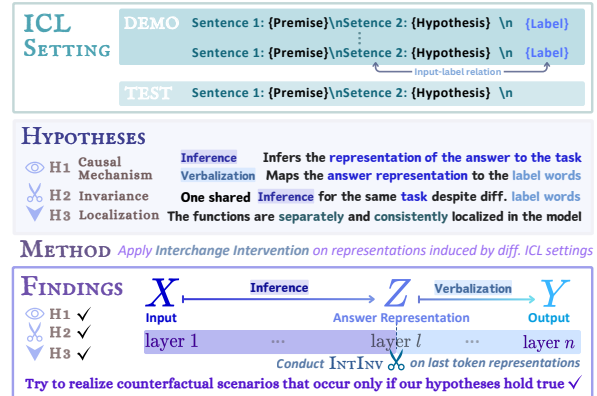 ICL SETTING
DEMO Sentence 1: {Premise}\nSetence 2: {Hypothesis} \n {Label}
Sentence 1: {Premise}\nSetence 2: {Hypothesis} \n {Label}
Input-label relation
TEST Sentence 1: {Premise}\nSetence 2: {Hypothesis} \n
HYPOTHESES
H1 Causal Mechanism
Inference Infers the representation of the answer to the task
Verbalization Maps the answer representation to the label words
H2 Invariance One shared Inference for the same task despite diff. label words
H3 Localization The functions are separately and consistently localized in the model
METHOD Apply Interchange Intervention on representations induced by diff. ICL settings
FINDINGS
H1 ✓
H2 ✓
H3 ✓
X Inference Z Verbalization Y
Input Answer Representation Output
layer 1 ... layer l ... layer n
Conduct INTINV on last token representations
Try to realize counterfactual scenarios that occur only if our hypotheses hold true ✓